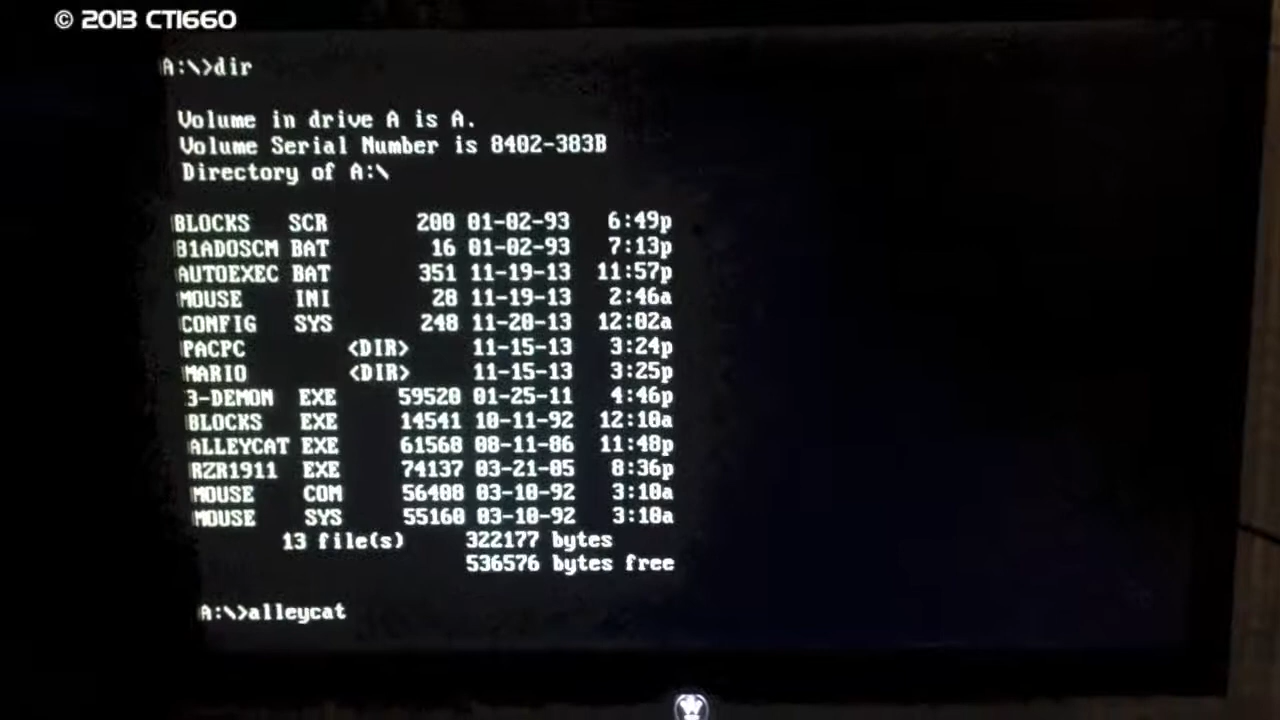 © 2013 CT1660
A:\>dir
Volume in drive A is A.
Volume Serial Number is 8402-383B
Directory of A:\
BLOCKS SCR 200 01-02-93 6:49p
B1ADOSCM BAT 16 01-02-93 7:13p
AUTOEXEC BAT 351 11-19-13 11:57p
MOUSE INI 28 11-19-13 2:46a
CONFIG SYS 248 11-20-13 12:02a
PACPC <DIR> 11-15-13 3:24p
MARIO <DIR> 11-15-13 3:25p
3-DEMON EXE 59520 01-25-11 4:46p
BLOCKS EXE 14541 10-11-92 12:10a
ALLEYCAT EXE 61568 08-11-86 11:48p
RZR1911 EXE 74137 03-21-05 8:36p
MOUSE COM 56408 03-10-92 3:10a
MOUSE SYS 55160 03-10-92 3:10a
13 file(s) 322177 bytes
536576 bytes free
A:\>alleycat